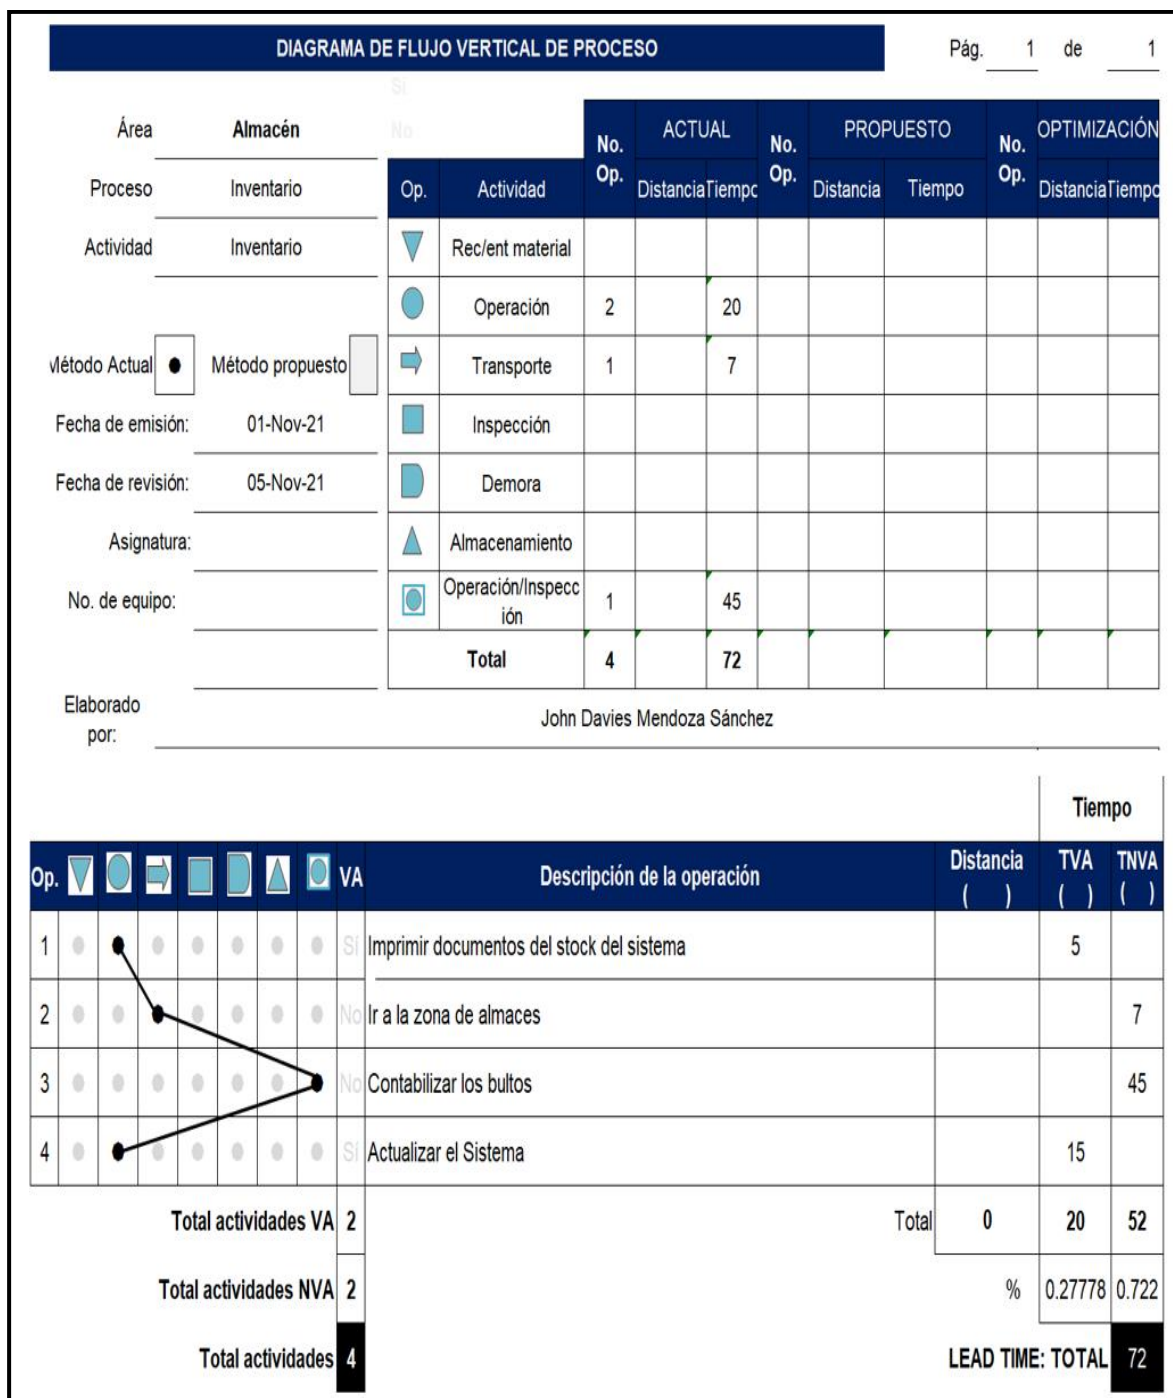 DIAGRAMA DE FLUJO VERTICAL DE PROCESO Pág. 1 de 1
Si
No
Área Almacén
Proceso Inventario
Actividad Inventario
Método Actual Método propuesto
Fecha de emisión: 01-Nov-21
Fecha de revisión: 05-Nov-21
Asignatura:
No. de equipo:
No. Op. ACTUAL No. Op. PROPUESTO No. Op. OPTIMIZACIÓN
Op. Actividad Distancia Tiempo Distancia Tiempo Distancia Tiempo
Rec/ent material
Operación 2 20
Transporte 1 7
Inspección
Demora
Almacenamiento
Operación/Inspecc
ión 1 45
Total 4 72
Elaborado
por: John Davies Mendoza Sánchez
Tiempo
Op. VA Descripción de la operación Distancia ( ) TVA ( ) TNVA ( )
1 Sí Imprimir documentos del stock del sistema 5
2 No Ir a la zona de almaces 7
3 No Contabilizar los bultos 45
4 Sí Actualizar el Sistema 15
Total actividades VA 2 Total 0 20 52
Total actividades NVA 2 % 0.27778 0.722
Total actividades 4 LEAD TIME: TOTAL 72